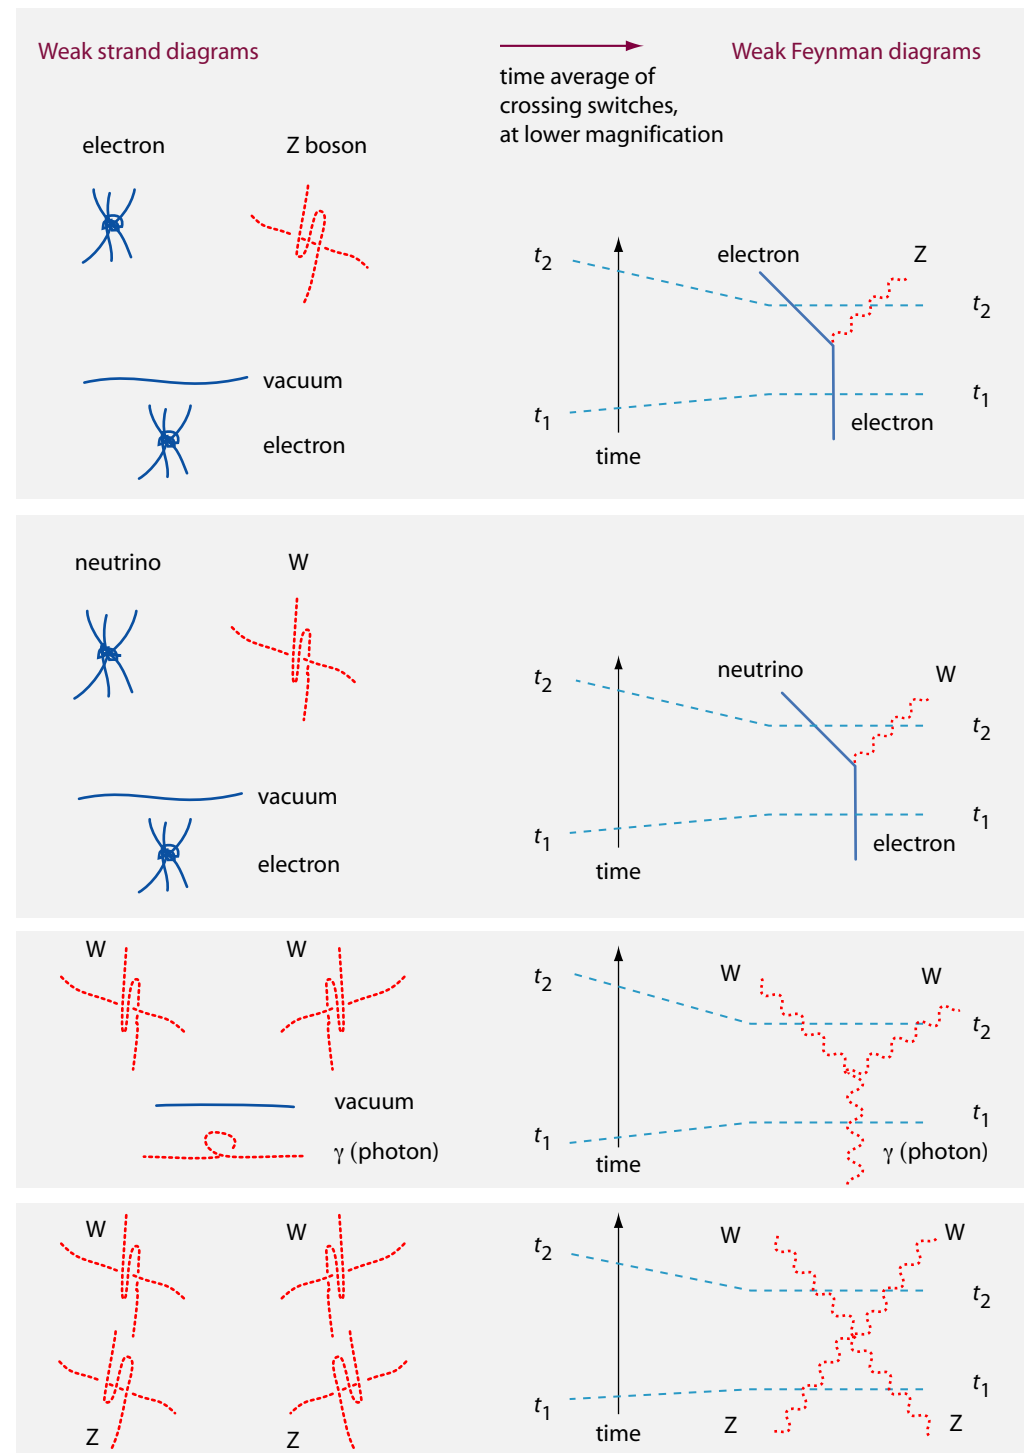 Weak strand diagrams
Weak Feynman diagrams
time average of
crossing switches,
at lower magnification
electron
Z boson
vacuum
electron
t2
t1
time
electron
Z
t2
t1
electron
neutrino
W
vacuum
electron
t2
t1
time
neutrino
W
t2
t1
electron
W
W
vacuum
γ (photon)
t2
t1
time
W
W
t2
t1
γ (photon)
W
W
Z
Z
t2
t1
time
W
W
t2
t1
Z
Z